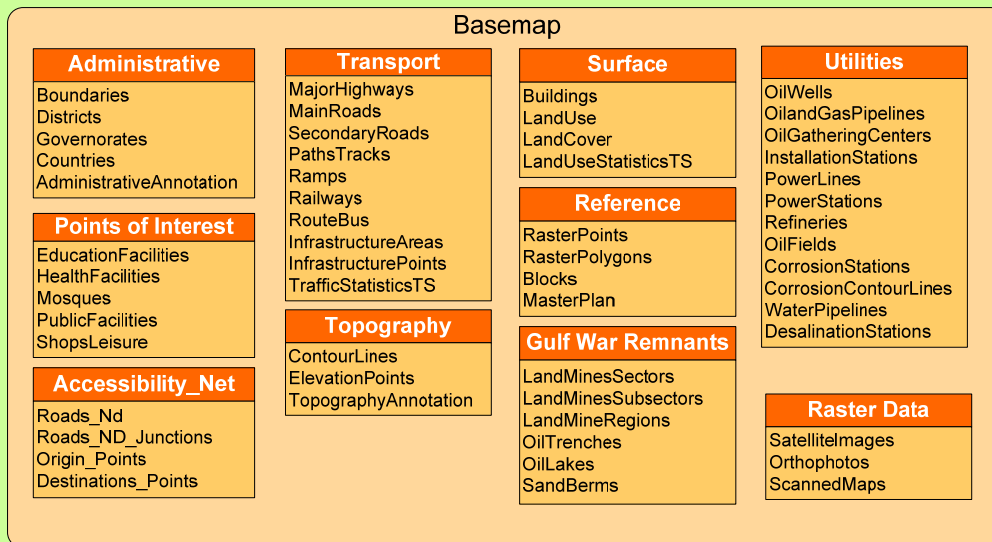 Basemap
Administrative
Boundaries
Districts
Governorates
Countries
AdministrativeAnnotation
Points of Interest
EducationFacilities
HealthFacilities
Mosques
PublicFacilities
ShopsLeisure
Accessibility_Net
Roads_Nd
Roads_ND_Junctions
Origin_Points
Destinations_Points
Transport
MajorHighways
MainRoads
SecondaryRoads
PathsTracks
Ramps
Railways
RouteBus
InfrastructureAreas
InfrastructurePoints
TrafficStatisticsTS
Topography
ContourLines
ElevationPoints
TopographyAnnotation
Surface
Buildings
LandUse
LandCover
LandUseStatisticsTS
Reference
RasterPoints
RasterPolygons
Blocks
MasterPlan
Gulf War Remnants
LandMinesSectors
LandMinesSubsectors
LandMineRegions
OilTrenches
OilLakes
SandBerms
Utilities
OilWells
OilandGasPipelines
OilGatheringCenters
InstallationStations
PowerLines
PowerStations
Refineries
OilFields
CorrosionStations
CorrosionContourLines
WaterPipelines
DesalinationStations
Raster Data
SatelliteImages
Orthophotos
ScannedMaps